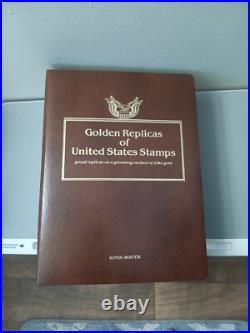 Golden Replicas
of
United States Stamps
proof replicas on a gleaming surface of 22kt gold